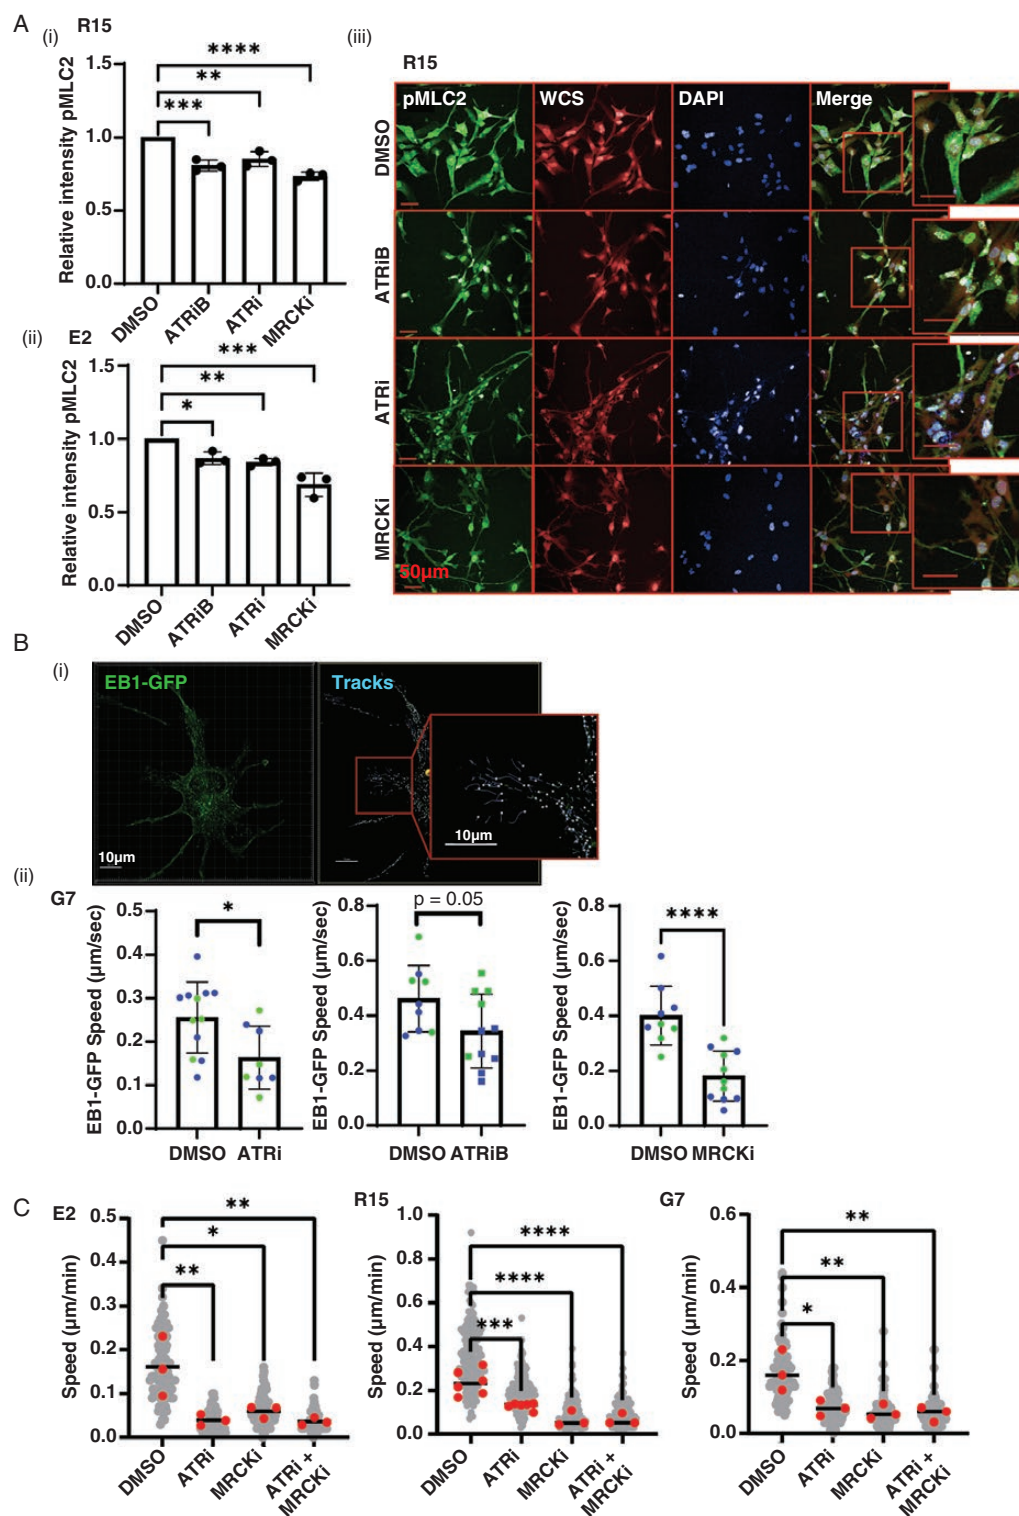 A
(i)
R15
Relative intensity pMLC2
1.5
1.0
0.5
0.0
****
**
***
DMSO
ATRiB
ATRi
MRCKi
(ii)
E2
Relative intensity pMLC2
1.5
1.0
0.5
0.0
***
**
*
DMSO
ATRiB
ATRi
MRCKi
(iii)
R15
pMLC2 WCS DAPI Merge
DMSO
ATRiB
ATRi
MRCKi
50µm
B
(i)
EB1-GFP
Tracks
10µm
10µm
(ii)
G7
EB1-GFP Speed (µm/sec)
0.5
0.4
0.3
0.2
0.1
0.0
*
DMSO ATRi
EB1-GFP Speed (µm/sec)
0.8
0.6
0.4
0.2
0.0
p = 0.05
DMSO ATRiB
EB1-GFP Speed (µm/sec)
0.8
0.6
0.4
0.2
0.0
****
DMSO MRCKi
C
E2
Speed (µm/min)
0.5
0.4
0.3
0.2
0.1
0.0
**
*
**
DMSO
ATRi
MRCKi
ATRi +
MRCKi
R15
Speed (µm/min)
1.0
0.8
0.6
0.4
0.2
0.0
****
****
***
DMSO
ATRi
MRCKi
ATRi +
MRCKi
G7
Speed (µm/min)
0.6
0.4
0.2
0.0
**
**
*
DMSO
ATRi
MRCKi
ATRi +
MRCKi